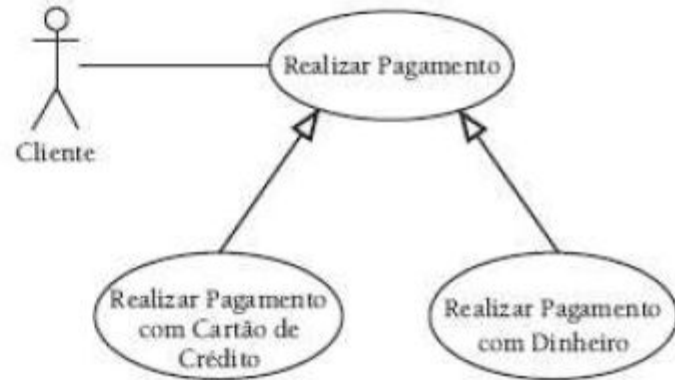 Realizar Pagamento
Cliente
Realizar Pagamento
com Cartão de
Crédito
Realizar Pagamento
com Dinheiro